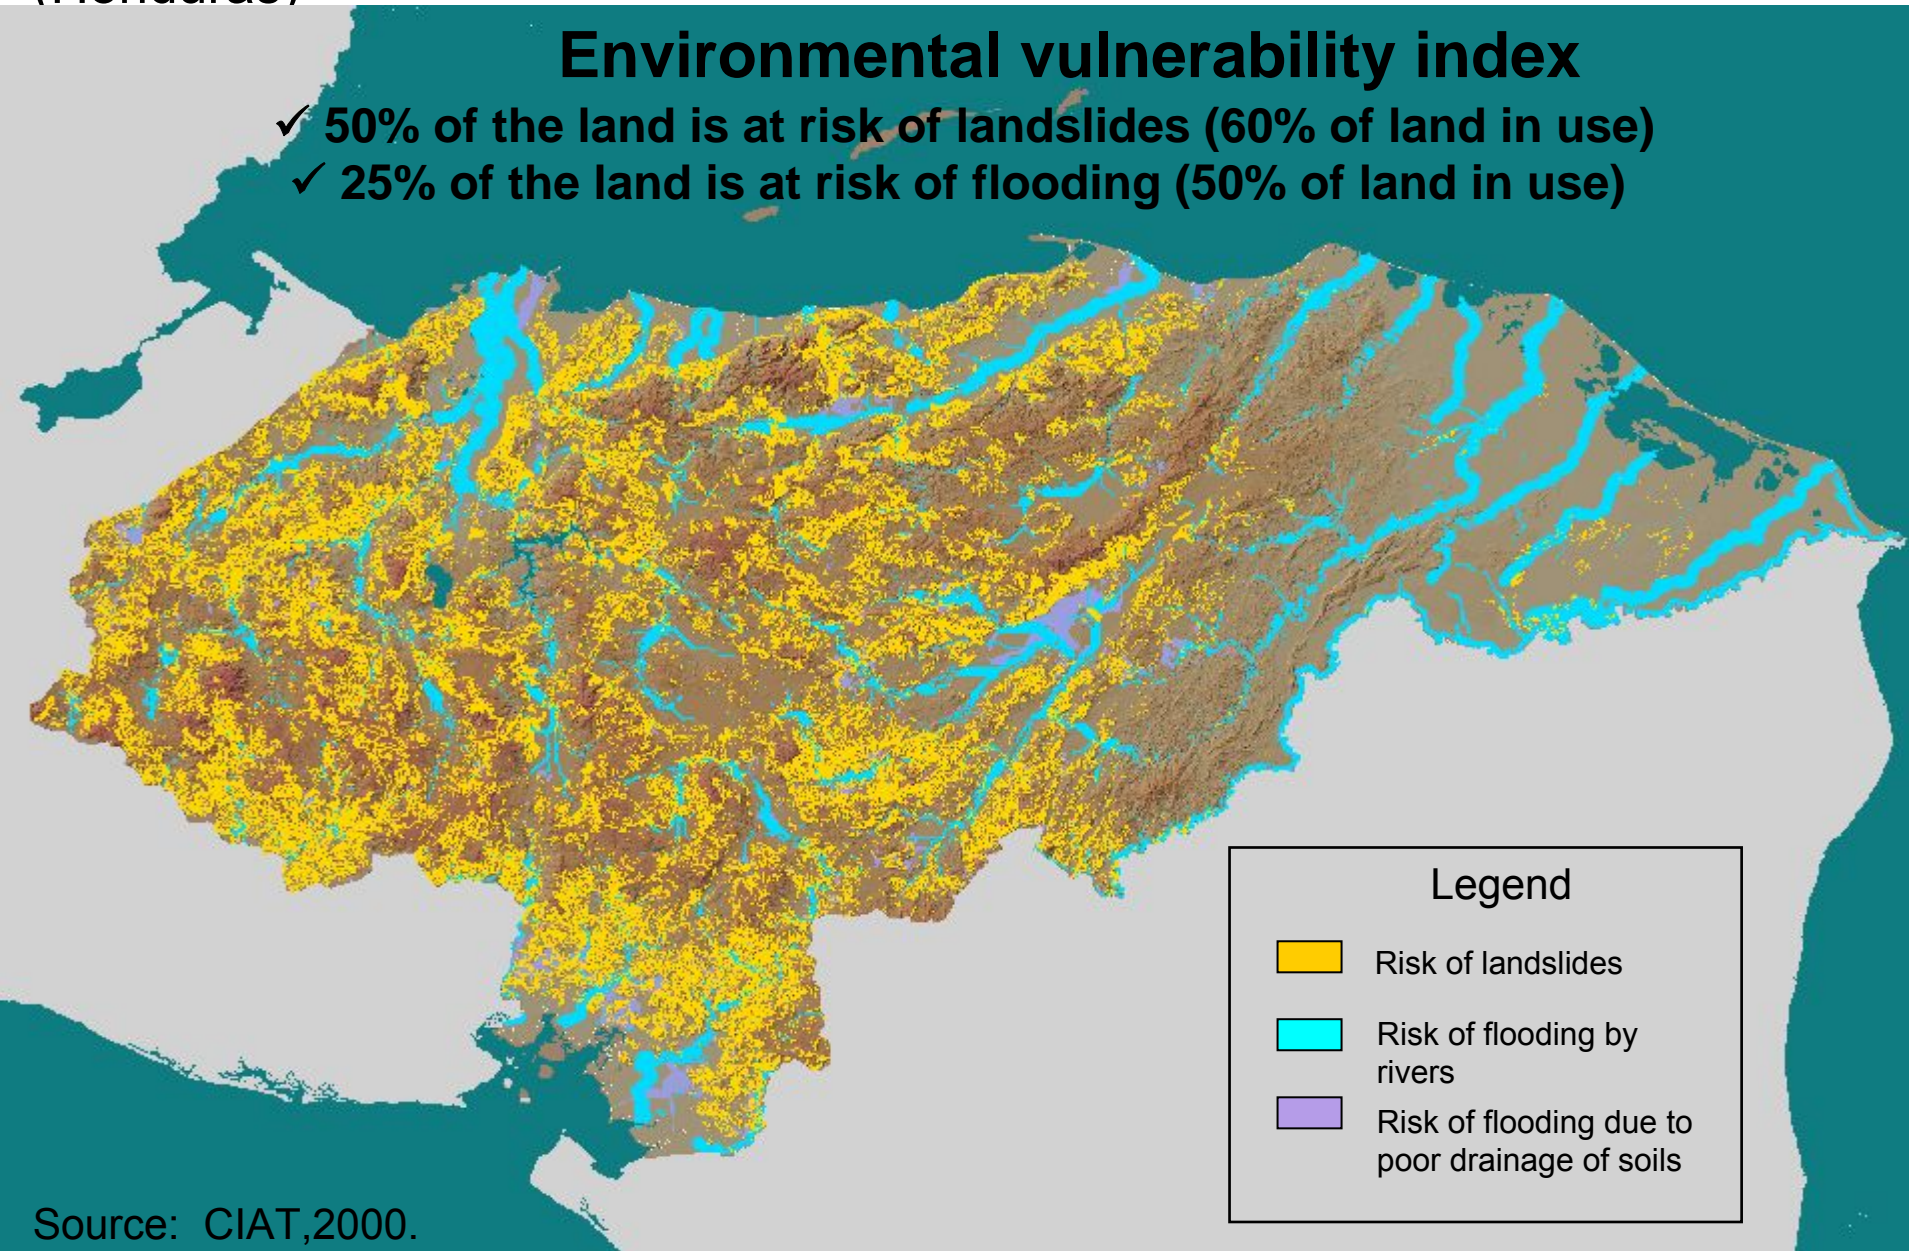 (Honduras)
Environmental vulnerability index
✓ 50% of the land is at risk of landslides (60% of land in use)
✓ 25% of the land is at risk of flooding (50% of land in use)
Legend
Risk of landslides
Risk of flooding by
rivers
Risk of flooding due to
poor drainage of soils
Source: CIAT,2000.